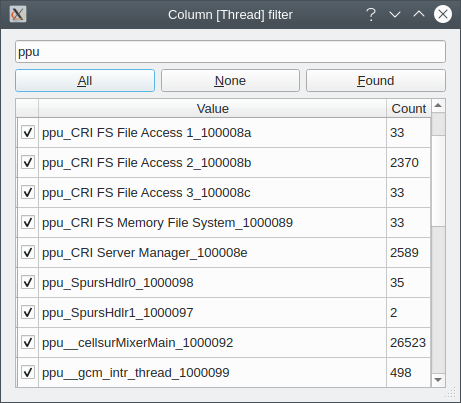 Column [Thread] filter
ppu
All None Found
Value Count
ppu_CRI FS File Access 1_100008a 33
ppu_CRI FS File Access 2_100008b 2370
ppu_CRI FS File Access 3_100008c 33
ppu_CRI FS Memory File System_1000089 33
ppu_CRI Server Manager_100008e 2589
ppu_SpursHdlr0_1000098 35
ppu_SpursHdlr1_1000097 2
ppu__cellsurMixerMain_1000092 26523
ppu__gcm_intr_thread_1000099 498